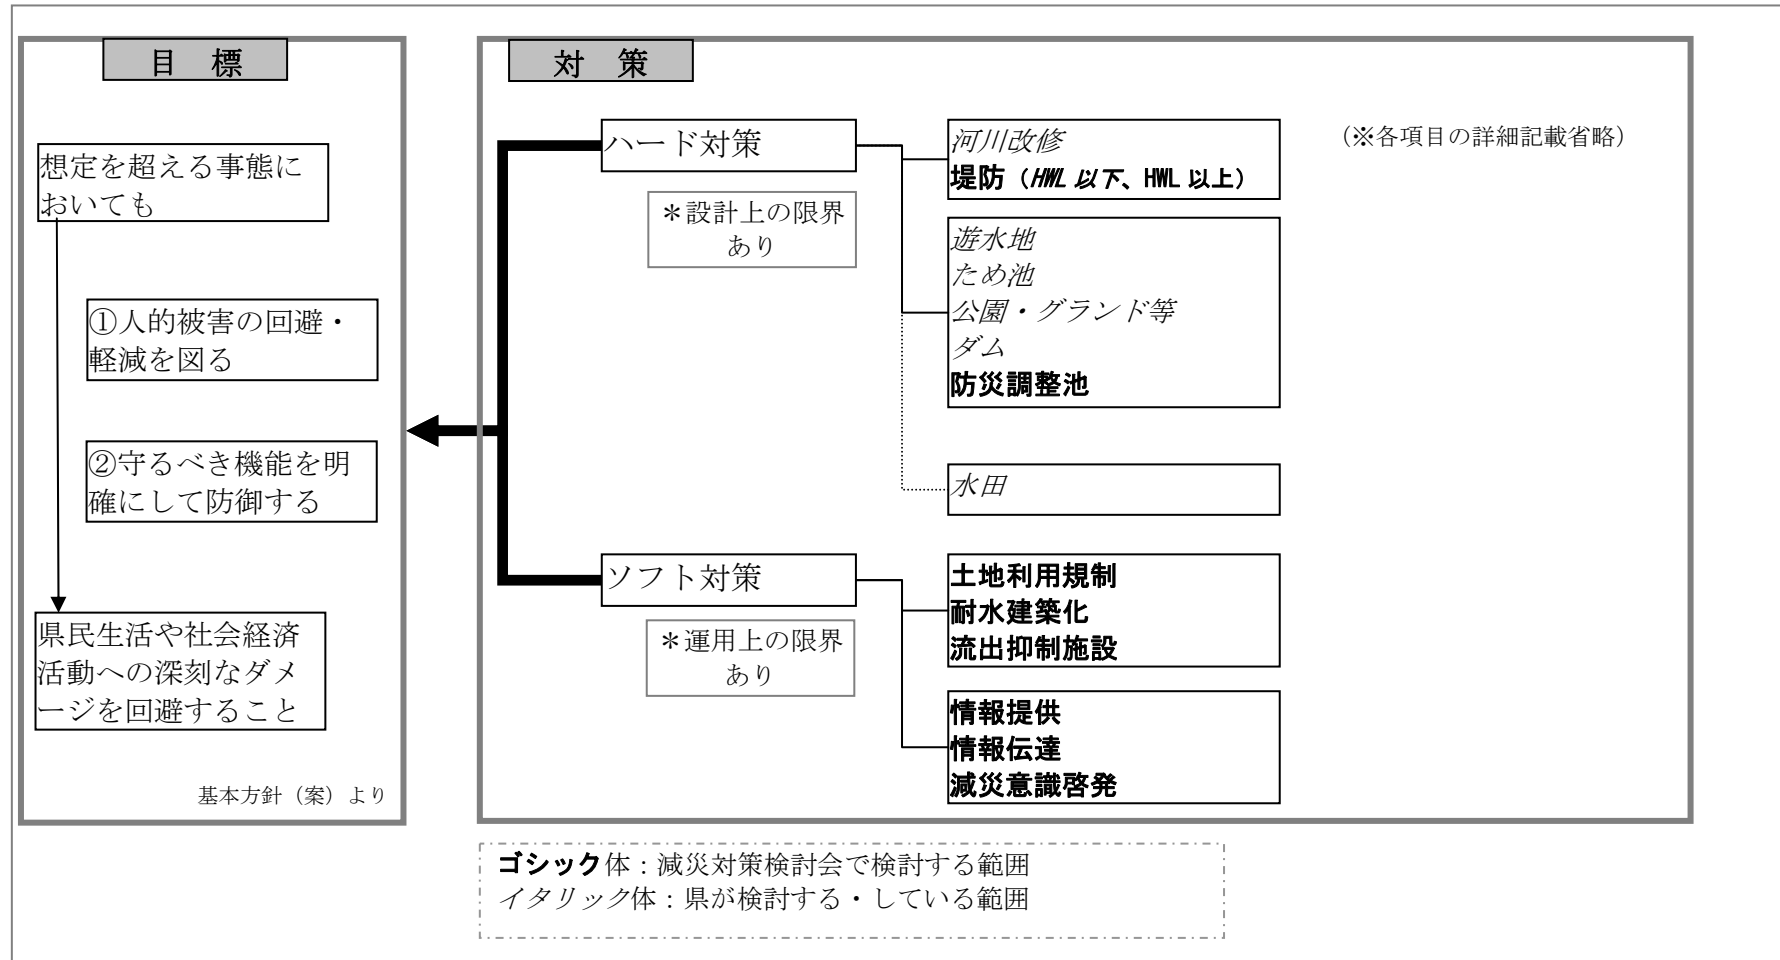 目　標
想定を超える事態に
おいても
①人的被害の回避・
軽減を図る
②守るべき機能を明
確にして防御する
県民生活や社会経済
活動への深刻なダメ
ージを回避すること
基本方針（案）より
対　策
ハード対策
＊設計上の限界
あり
河川改修
堤防（HWL 以下、HWL 以上）
（※各項目の詳細記載省略）
遊水地
ため池
公園・グランド等
ダム
防災調整池
水田
ソフト対策
＊運用上の限界
あり
土地利用規制
耐水建築化
流出抑制施設
情報提供
情報伝達
減災意識啓発
ゴシック体：減災対策検討会で検討する範囲
イタリック体：県が検討する・している範囲